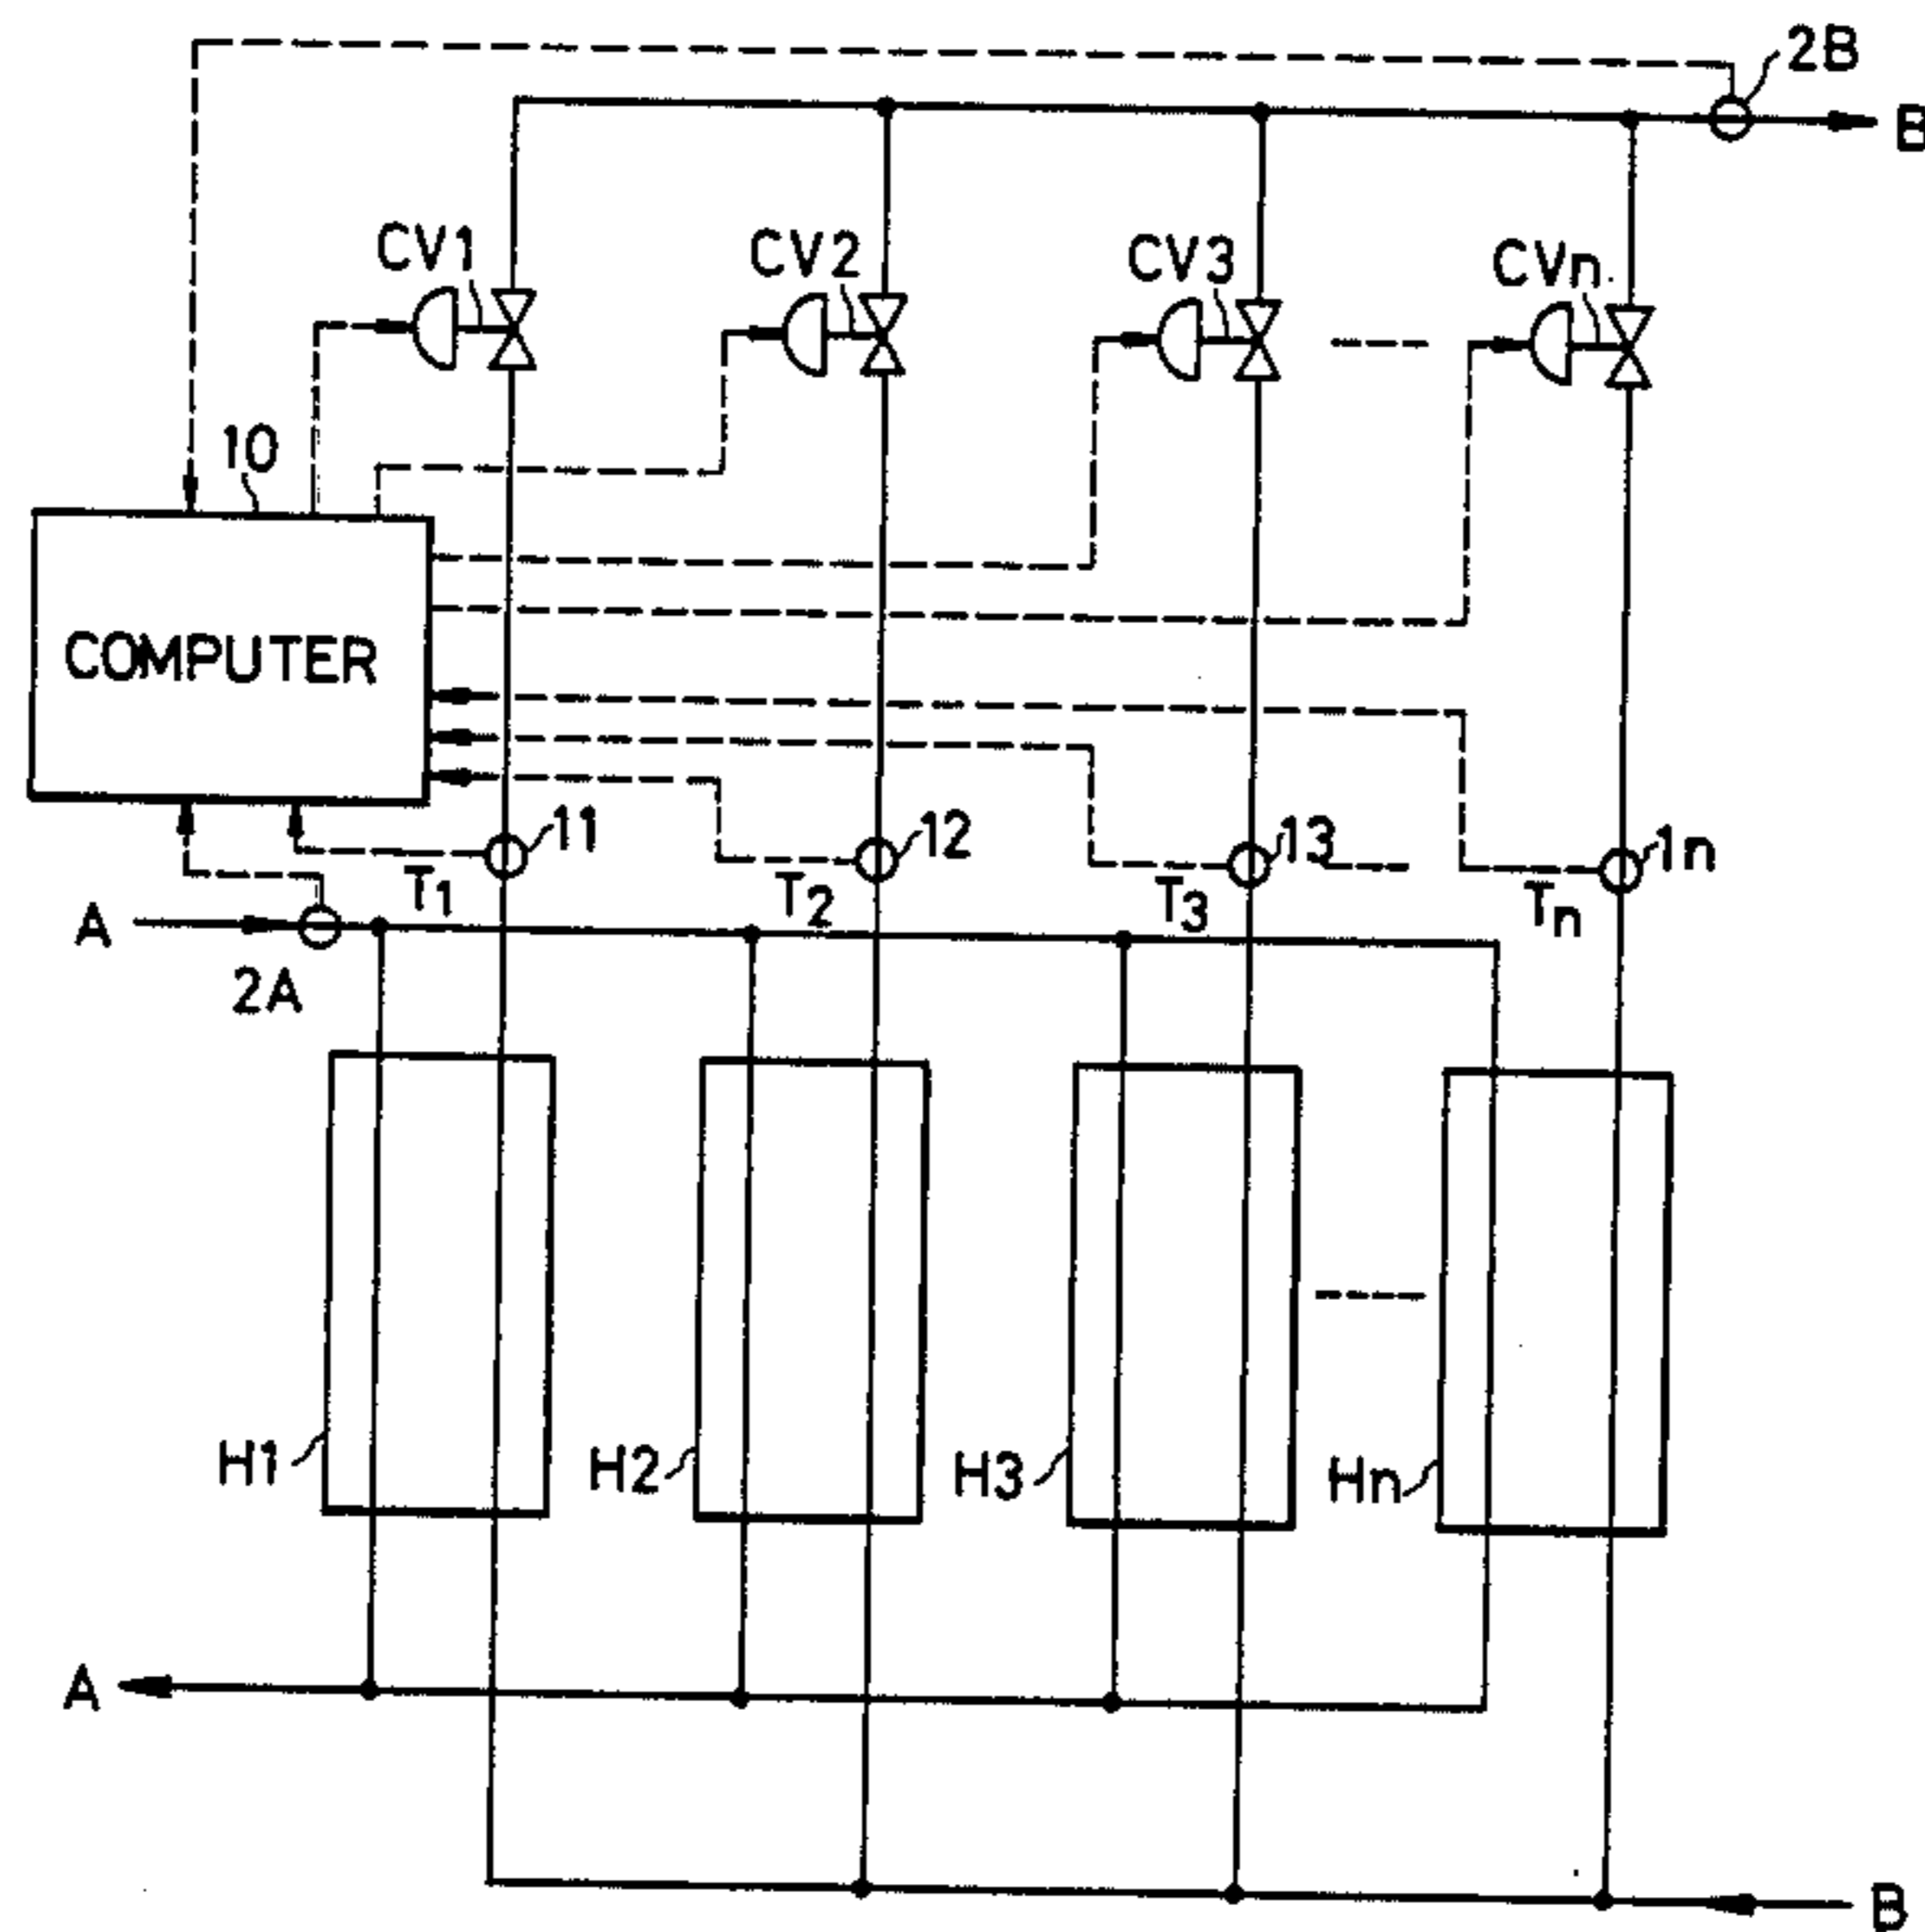 2B
B
CV1
CV2
CV3
CVn
10
COMPUTER
11
12
13
1n
T1
T2
T3
Tn
A
2A
H1
H2
H3
Hn
A
B